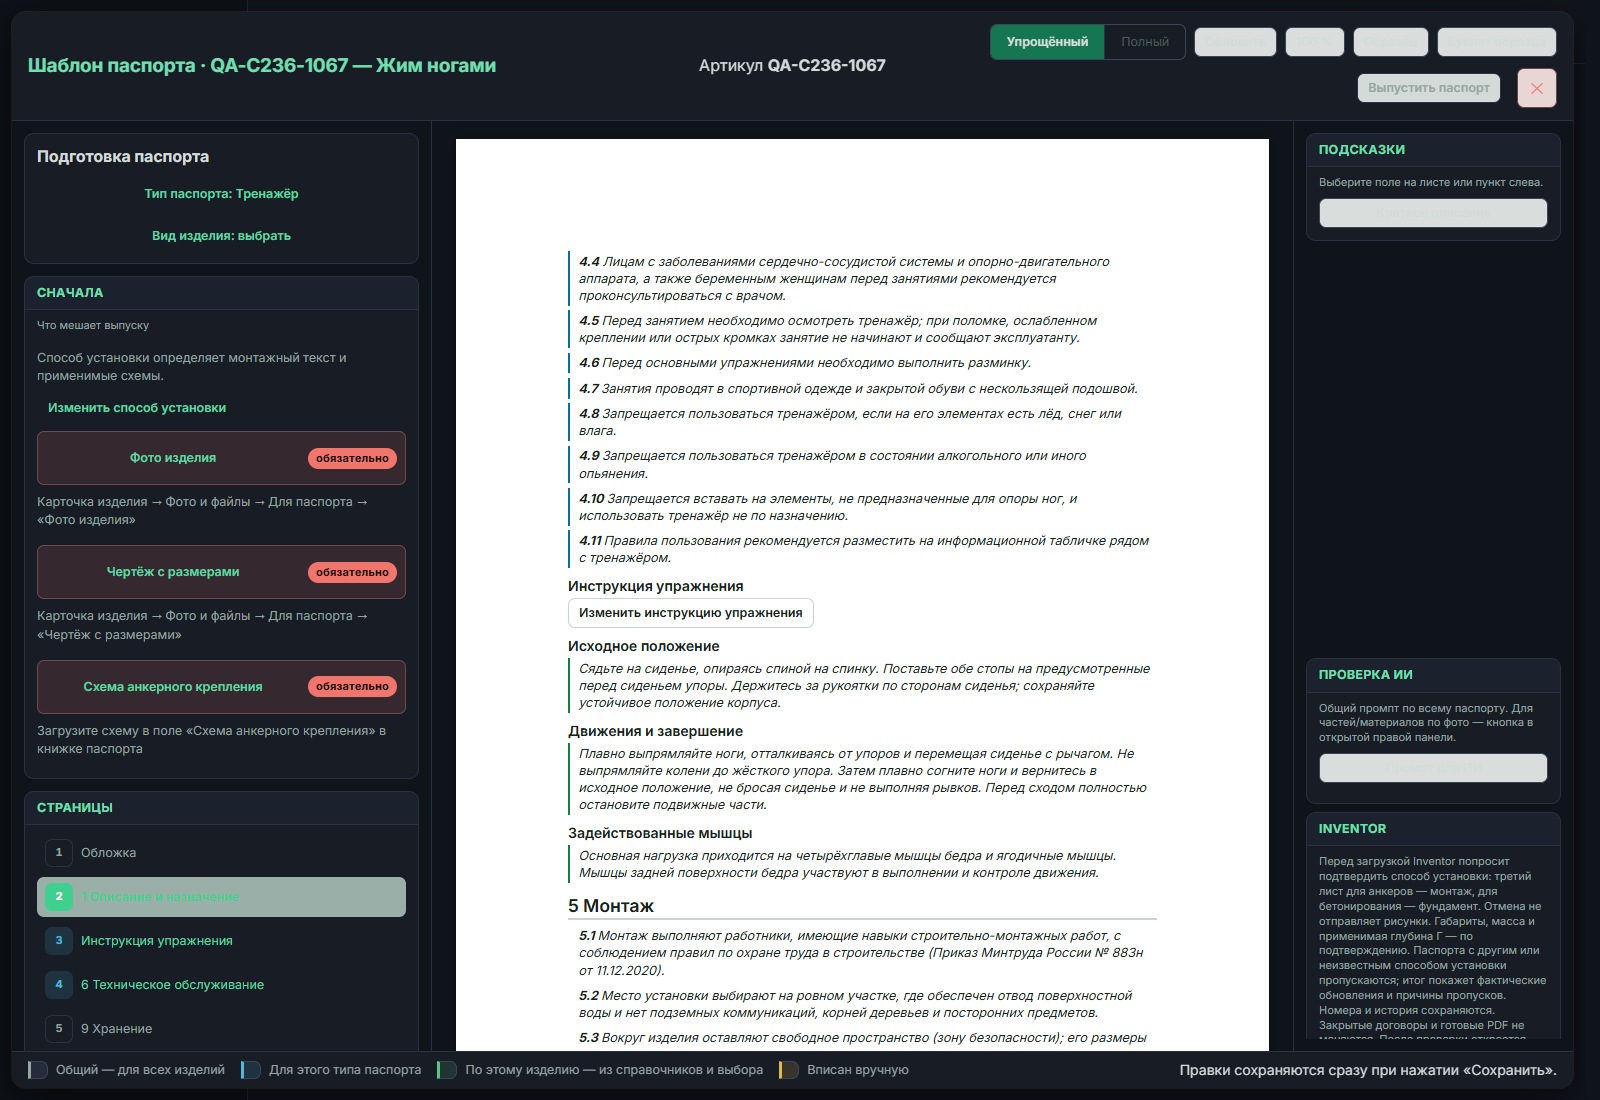 Шаблон паспорта · QA-C236-1067 — Жим ногами
Артикул QA-C236-1067
Упрощённый
Полный
Выпустить паспорт
Подготовка паспорта
Тип паспорта: Тренажёр
Вид изделия: выбрать
СНАЧАЛА
Что мешает выпуску
Способ установки определяет монтажный текст и
применимые схемы.
Изменить способ установки
Фото изделия
обязательно
Карточка изделия → Фото и файлы → Для паспорта →
«Фото изделия»
Чертёж с размерами
обязательно
Карточка изделия → Фото и файлы → Для паспорта →
«Чертёж с размерами»
Схема анкерного крепления
обязательно
Загрузите схему в поле «Схема анкерного крепления» в
книжке паспорта
СТРАНИЦЫ
1 Обложка
2 1 Описание и назначение
3 Инструкция упражнения
4 6 Техническое обслуживание
5 9 Хранение
4.4 Лицам с заболеваниями сердечно-сосудистой системы и опорно-двигательного
аппарата, а также беременным женщинам перед занятиями рекомендуется
проконсультироваться с врачом.
4.5 Перед занятием необходимо осмотреть тренажёр; при поломке, ослабленном
креплении или острых кромках занятие не начинают и сообщают эксплуатанту.
4.6 Перед основными упражнениями необходимо выполнить разминку.
4.7 Занятия проводят в спортивной одежде и закрытой обуви с нескользящей подошвой.
4.8 Запрещается пользоваться тренажёром, если на его элементах есть лёд, снег или
влага.
4.9 Запрещается пользоваться тренажёром в состоянии алкогольного или иного
опьянения.
4.10 Запрещается вставать на элементы, не предназначенные для опоры ног, и
использовать тренажёр не по назначению.
4.11 Правила пользования рекомендуется разместить на информационной табличке рядом
с тренажёром.
Инструкция упражнения
Изменить инструкцию упражнения
Исходное положение
Сядьте на сиденье, опираясь спиной на спинку. Поставьте обе стопы на предусмотренные
перед сиденьем упоры. Держитесь за рукоятки по сторонам сиденья; сохраняйте
устойчивое положение корпуса.
Движения и завершение
Плавно выпрямляйте ноги, отталкиваясь от упоров и перемещая сиденье с рычагом. Не
выпрямляйте колени до жёсткого упора. Затем плавно согните ноги и вернитесь в
исходное положение, не бросая сиденье и не выполняя рывков. Перед сходом полностью
остановите подвижные части.
Задействованные мышцы
Основная нагрузка приходится на четырёхглавые мышцы бедра и ягодичные мышцы.
Мышцы задней поверхности бедра участвуют в выполнении и контроле движения.
5 Монтаж
5.1 Монтаж выполняют работники, имеющие навыки строительно-монтажных работ, с
соблюдением правил по охране труда в строительстве (Приказ Минтруда России № 883н
от 11.12.2020).
5.2 Место установки выбирают на ровном участке, где обеспечен отвод поверхностной
воды и нет подземных коммуникаций, корней деревьев и посторонних предметов.
5.3 Вокруг изделия оставляют свободное пространство (зону безопасности); его размеры
ПОДСКАЗКИ
Выберите поле на листе или пункт слева.
ПРОВЕРКА ИИ
Общий промпт по всему паспорту. Для
частей/материалов по фото — кнопка в
открытой правой панели.
INVENTOR
Перед загрузкой Inventor попросит
подтвердить способ установки: третий
лист для анкеров — монтаж, для
бетонирования — фундамент. Отмена не
отправляет рисунки. Габариты, масса и
применимая глубина Г — по
подтверждению. Паспорта с другим или
неизвестным способом установки
пропускаются; итог покажет фактические
обновления и причины пропусков.
Номера и история сохраняются.
Закрытые договоры и готовые PDF не
Общий — для всех изделий
Для этого типа паспорта
По этому изделию — из справочников и выбора
Вписан вручную
Правки сохраняются сразу при нажатии «Сохранить».